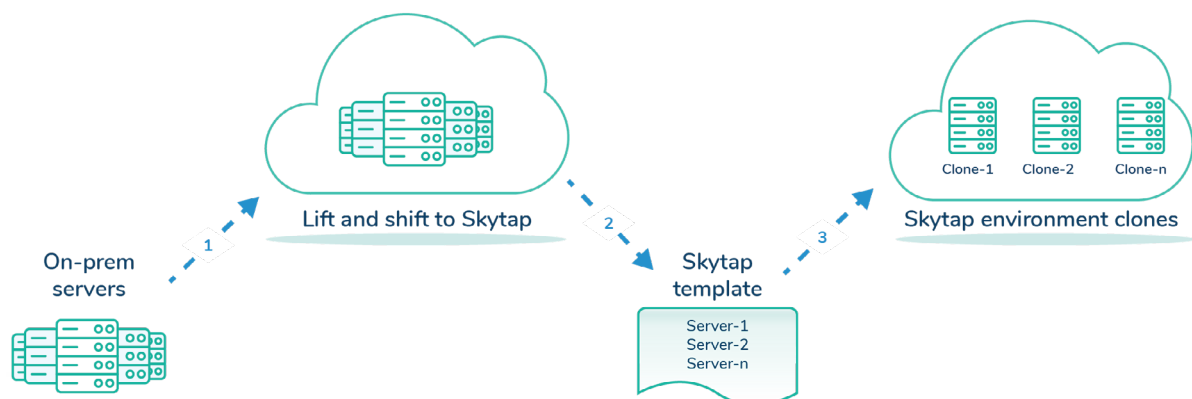 On-prem
servers
1
Lift and shift to Skytap
2
Skytap
template
Server-1
Server-2
Server-n
3
Clone-1
Clone-2
Clone-n
Skytap environment clones